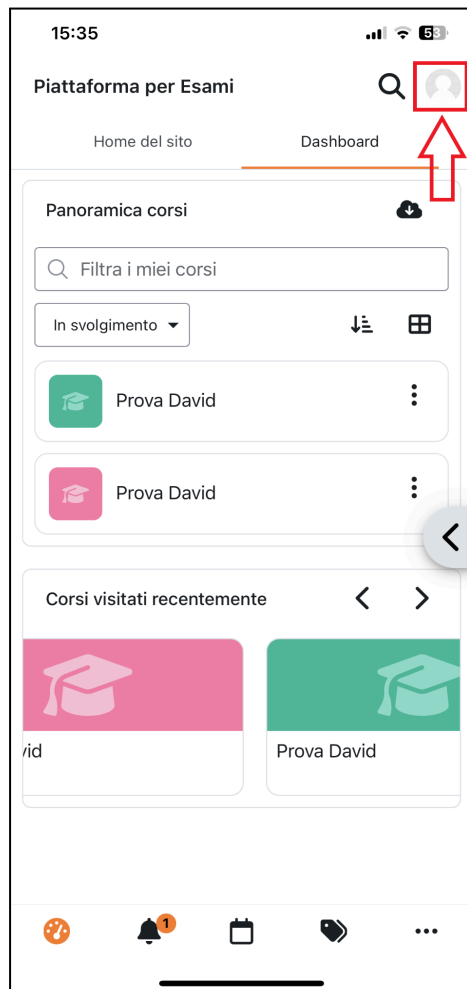 15:35
53
Piattaforma per Esami
Home del sito
Dashboard
Panoramica corsi
Filtra i miei corsi
In svolgimento
Prova David
Prova David
Corsi visitati recentemente
vid
Prova David
1